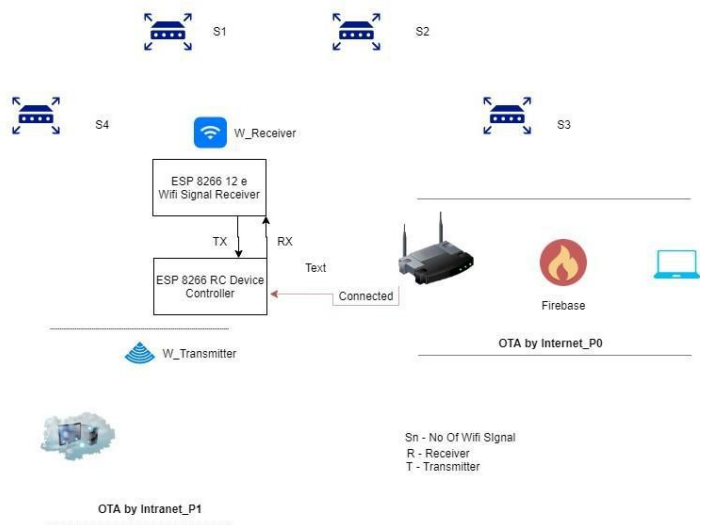 S1
S2
S4
S3
W_Receiver
ESP 8266 12 e
Wifi Signal Receiver
TX
RX
ESP 8266 RC Device
Controller
Text
Connected
Firebase
OTA by Internet_P0
W_Transmitter
Sn - No Of Wifi SIgnal
R - Receiver
T - Transmitter
OTA by Intranet_P1